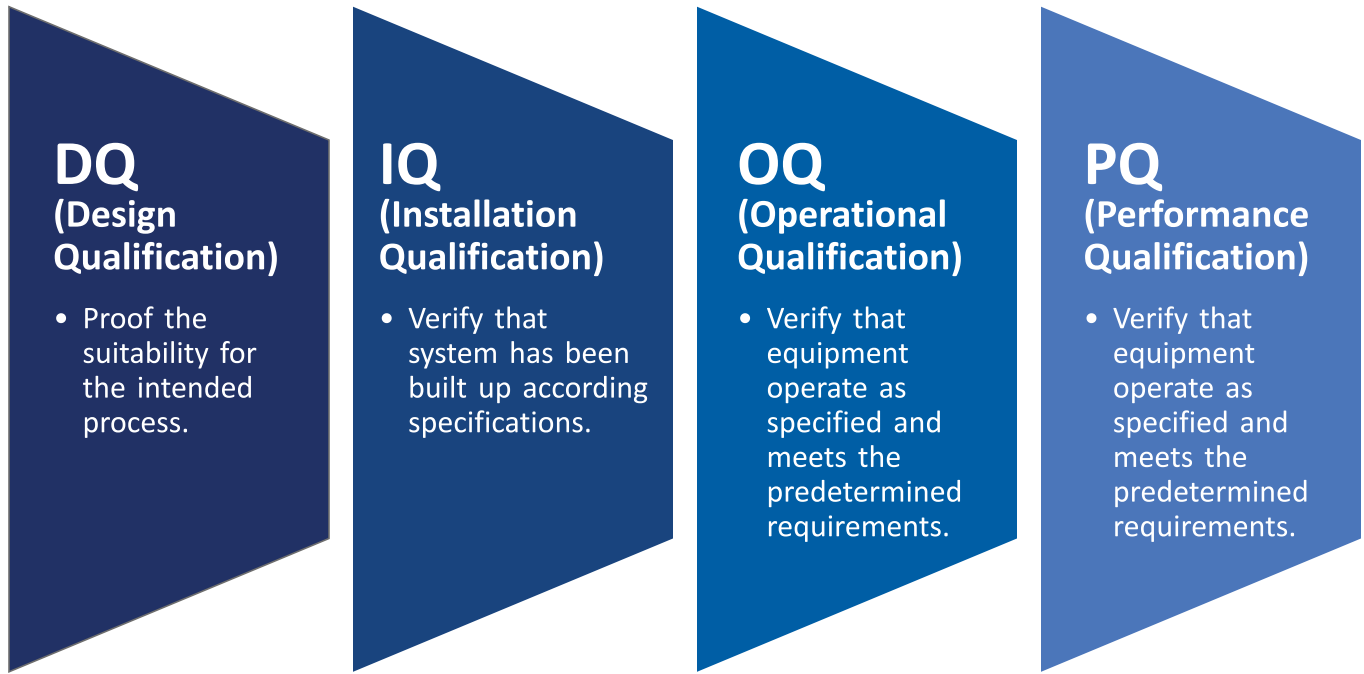 DQ
(Design
Qualification)
• Proof the
suitability for
the intended
process.
IQ
(Installation
Qualification)
• Verify that
system has been
built up according
specifications.
OQ
(Operational
Qualification)
• Verify that
equipment
operate as
specified and
meets the
predetermined
requirements.
PQ
(Performance
Qualification)
• Verify that
equipment
operate as
specified and
meets the
predetermined
requirements.